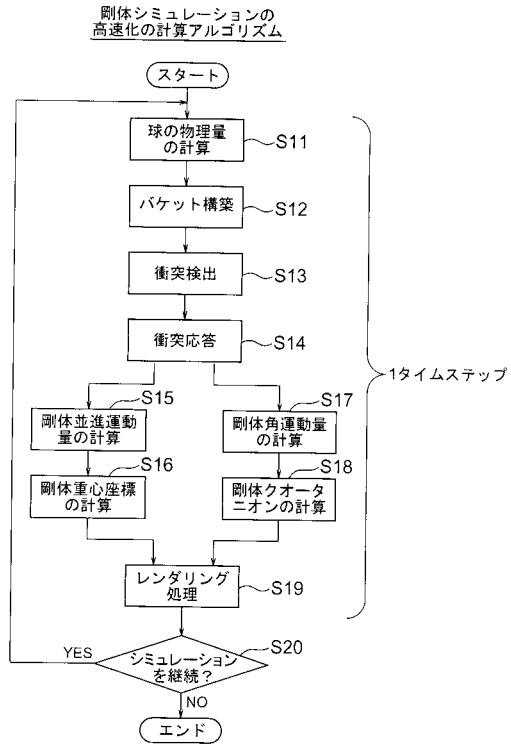 剛体シミュレーションの
高速化の計算アルゴリズム
スタート
球の物理量
の計算
S11
バケット構築
S12
衝突検出
S13
衝突応答
S14
1タイムステップ
S15
剛体並進運動
量の計算
S17
剛体角運動量
の計算
S16
剛体重心座標
の計算
S18
剛体クオータ
ニオンの計算
レンダリング
処理
S19
S20
シミュレーション
を継続？
YES
NO
エンド